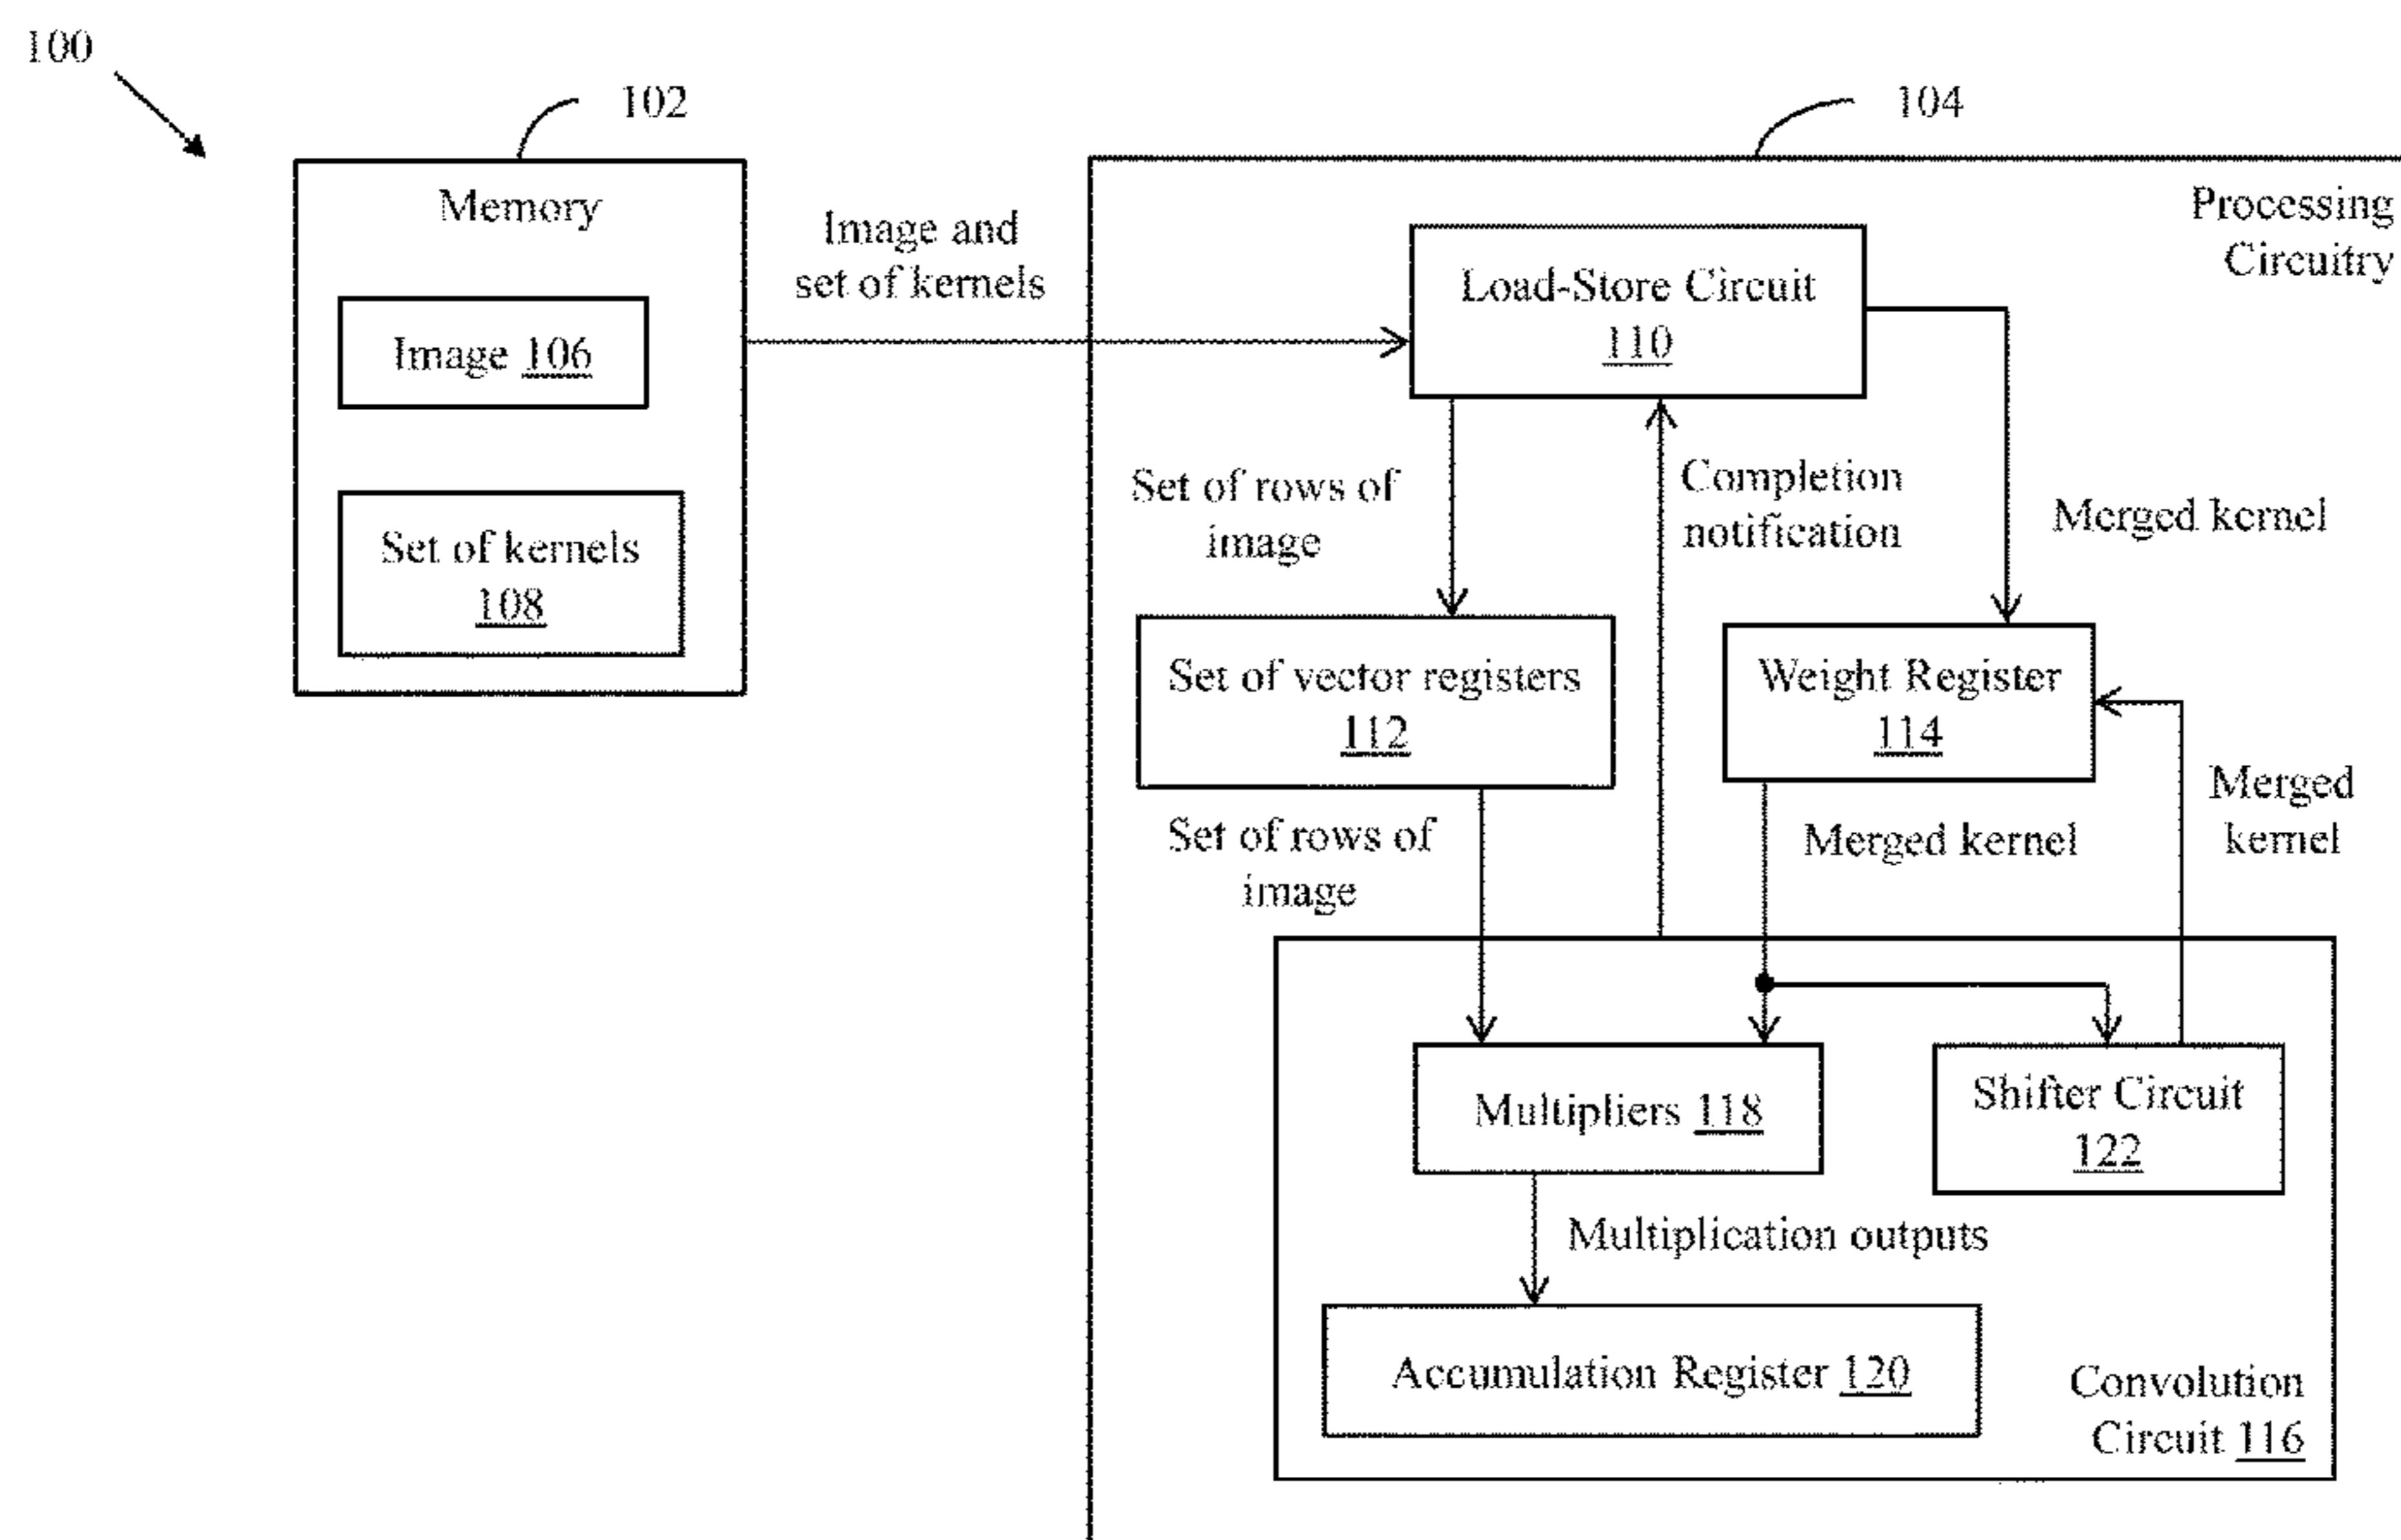 100
102
104
Memory
Image 106
Set of kernels
108
Image and
set of kernels
Processing
Circuitry
Load-Store Circuit
110
Set of rows of
image
Completion
notification
Merged kernel
Set of vector registers
112
Weight Register
114
Set of rows of
image
Merged kernel
Merged
kernel
Multipliers 118
Shifter Circuit
122
Multiplication outputs
Accumulation Register 120
Convolution
Circuit 116